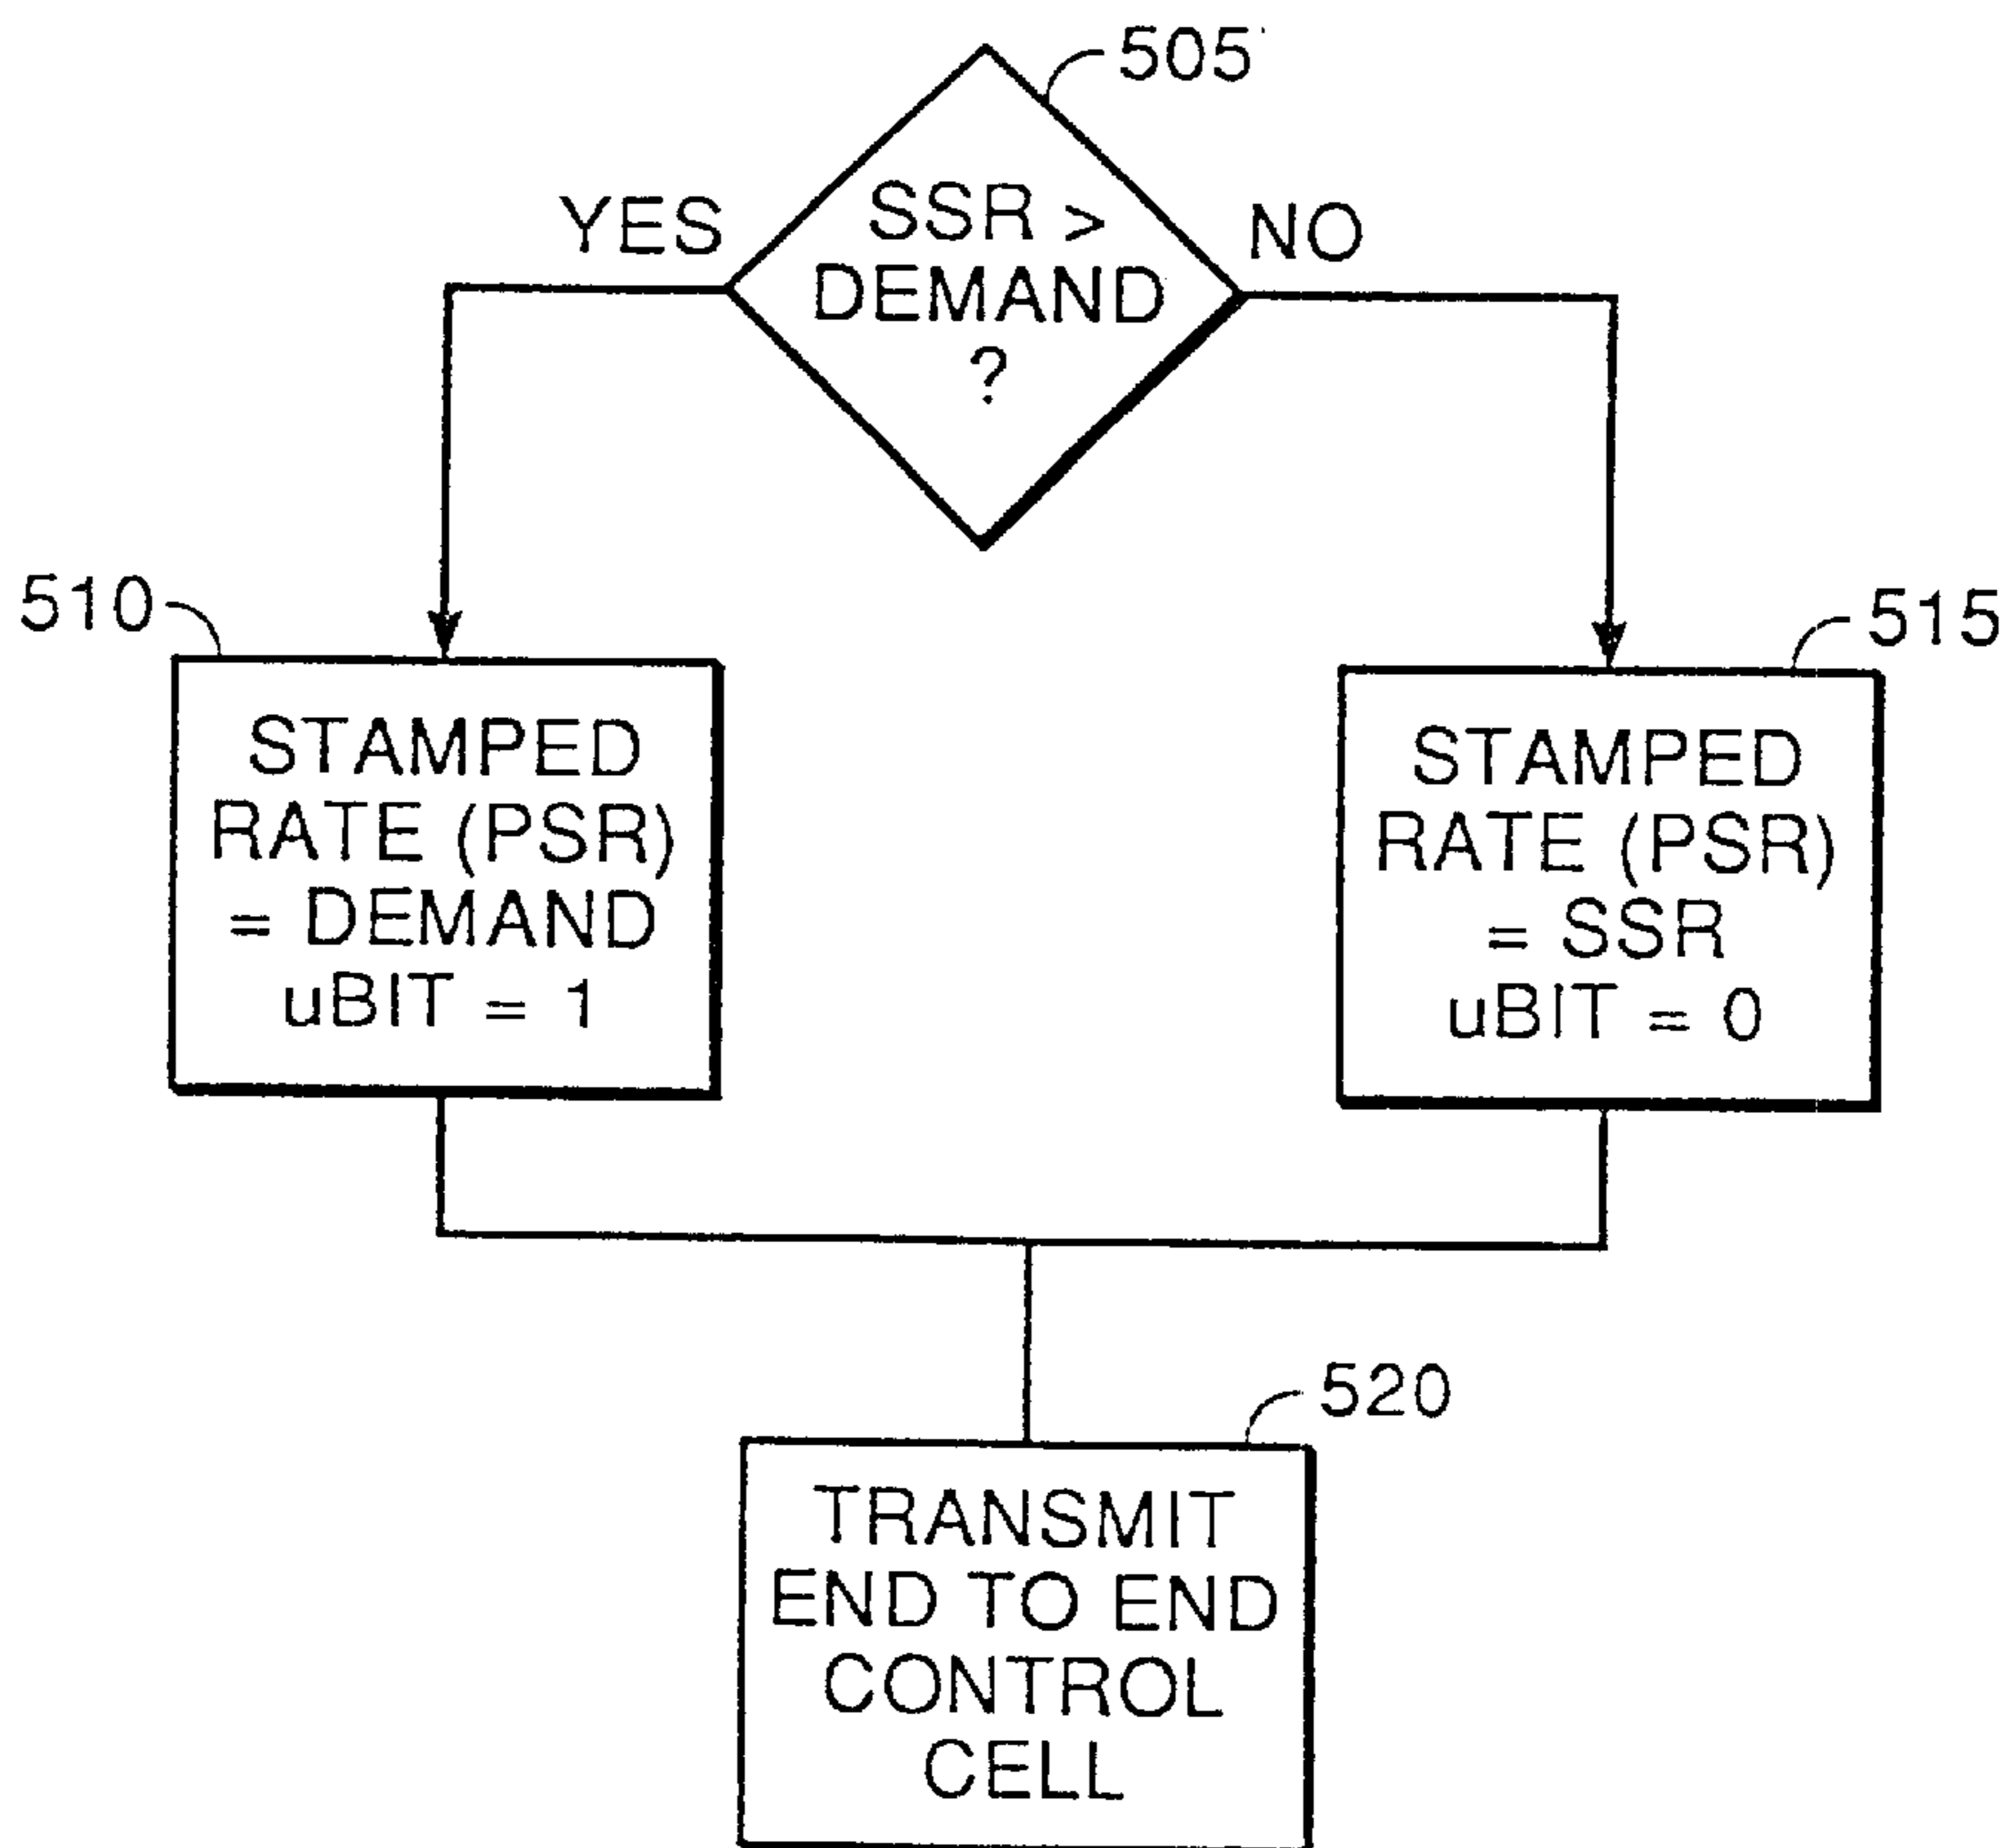 505
YES
SSR >
DEMAND
?
NO
510
STAMPED
RATE (PSR)
= DEMAND
uBIT = 1
515
STAMPED
RATE (PSR)
= SSR
uBIT = 0
520
TRANSMIT
END TO END
CONTROL
CELL